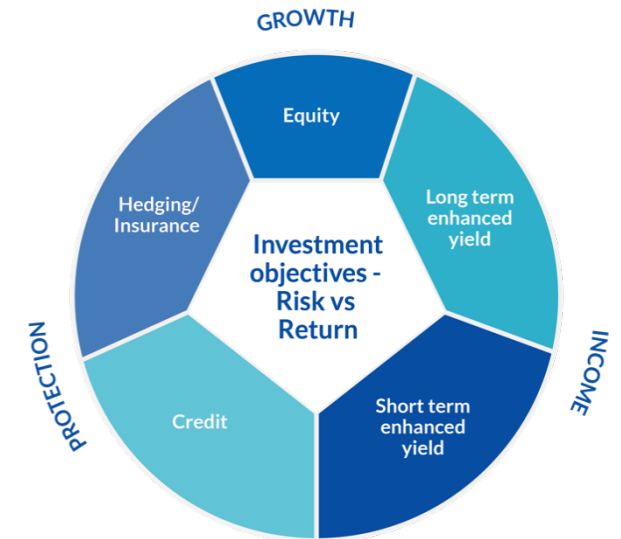 GROWTH
Equity
Hedging/
Insurance
Long term
enhanced
yield
Investment
objectives -
Risk vs
Return
PROTECTION
INCOME
Credit
Short term
enhanced
yield